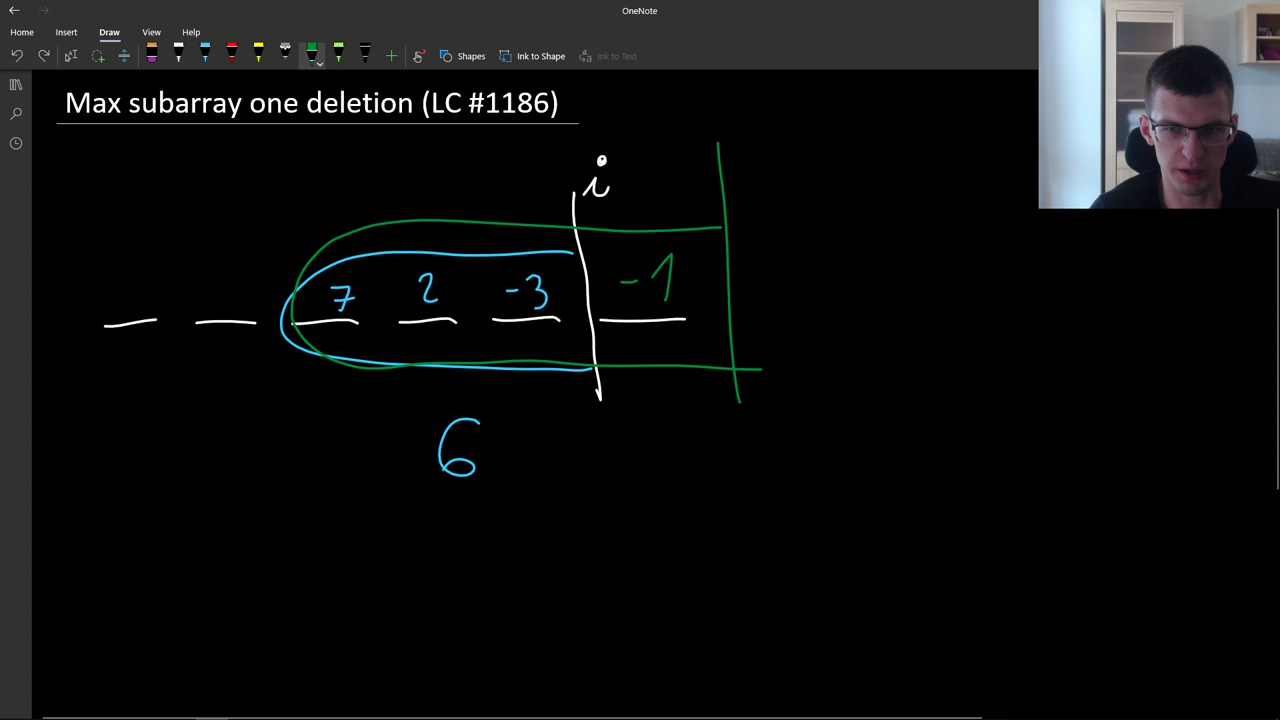 OneNote
Home Insert Draw View Help
Shapes Ink to Shape Ink to Text
Max subarray one deletion (LC #1186)
i
7 2 -3 -1
6